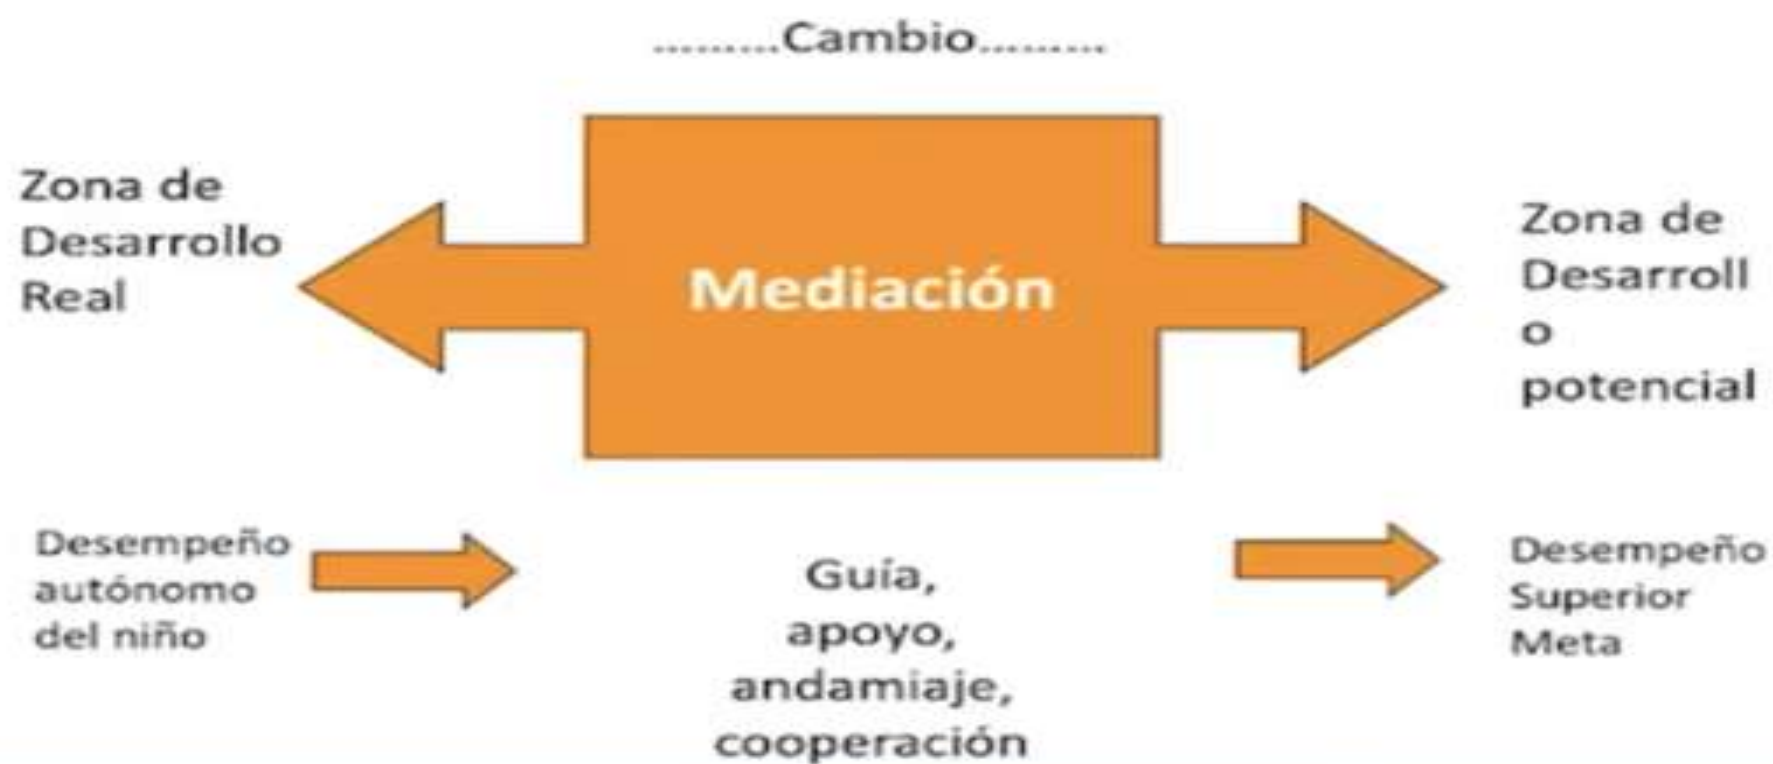 .........Cambio.........
Zona de
Desarrollo
Real
Mediación
Zona de
Desarroll
o
potencial
Desempeño
autónomo
del niño
Guía,
apoyo,
andamiaje,
cooperación
Desempeño
Superior
Meta